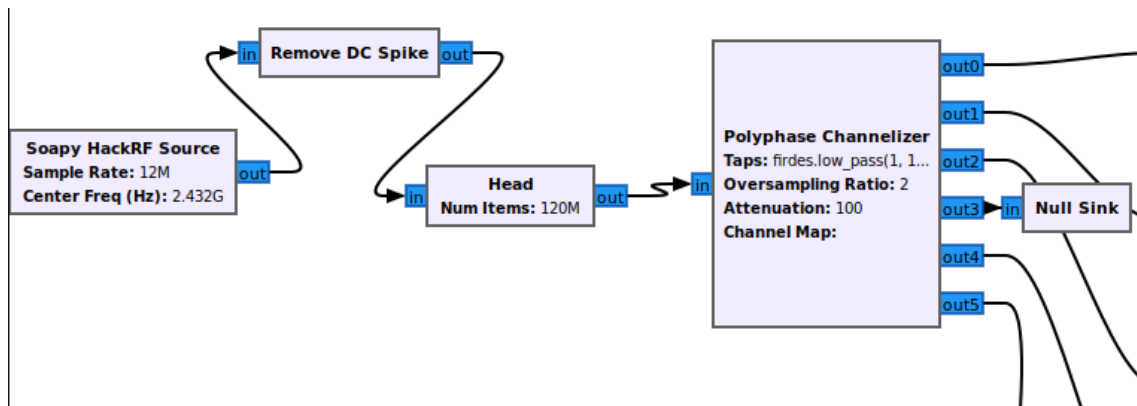 in
Remove DC Spike
out
Soapy HackRF Source
Sample Rate: 12M
Center Freq (Hz): 2.432G
out
in
Head
Num Items: 120M
out
in
Polyphase Channelizer
Taps: firdes.low_pass(1, 1...
Oversampling Ratio: 2
Attenuation: 100
Channel Map:
out0
out1
out2
out3
out4
out5
in
Null Sink